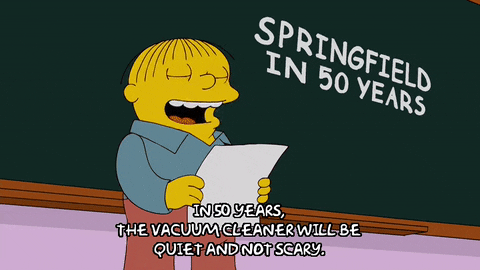 SPRINGFIELD
IN 50 YEARS
IN 50 YEARS,
THE VACUUM CLEANER WILL BE
QUIET AND NOT SCARY.